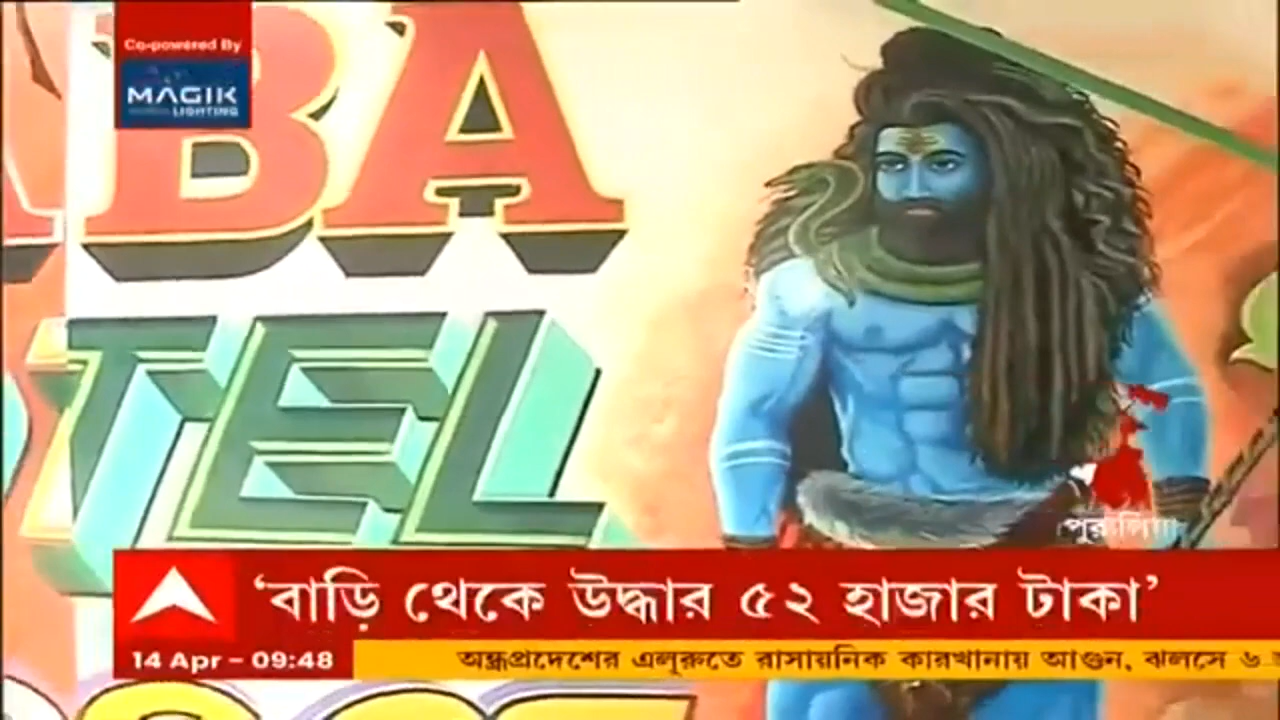 Co-powered By
MAGIK
LIGHTING
BA
TEL
‘বাড়ি থেকে উদ্ধার ৫২ হাজার টাকা’
14 Apr – 09:48
অন্ধ্রপ্রদেশের এলুরুতে রাসায়নিক কারখানায় আগুন, ঝলসে ৬